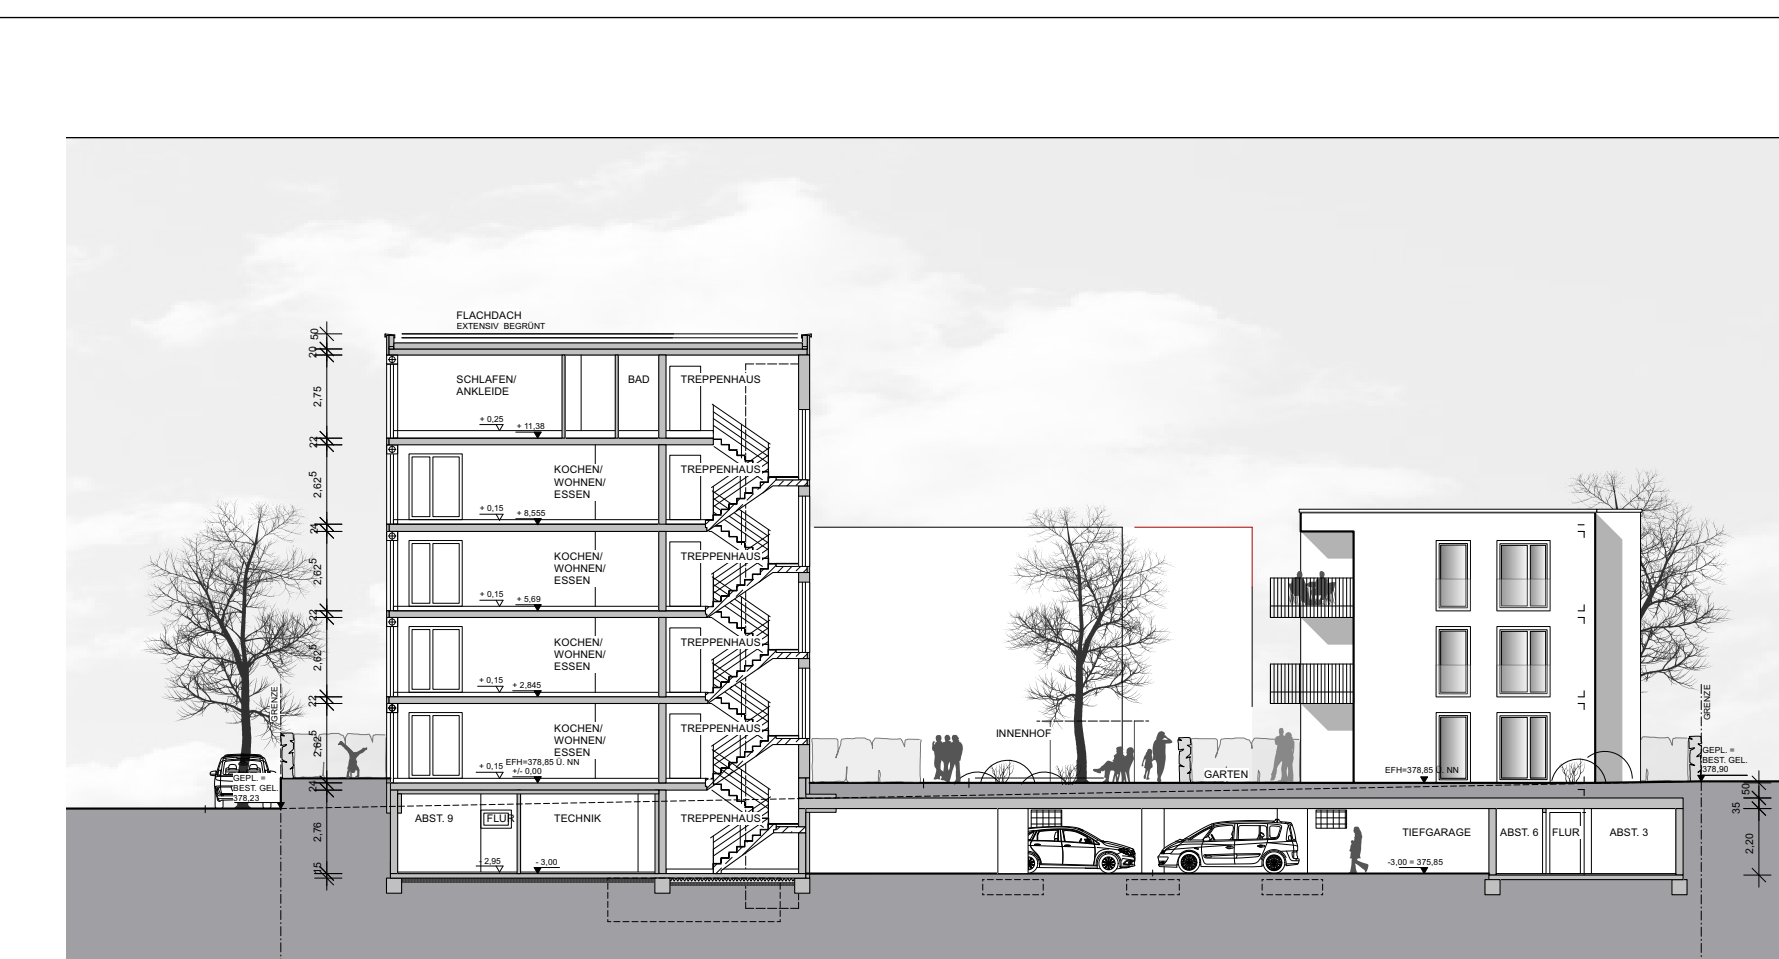 FLACHDACH
EXTENSIV BEGRÜNT
50
20
2,75
22
2,62⁵
24
2,62⁵
22
2,62⁵
22
2,62⁵
24
2,76
15
SCHLAFEN/
ANKLEIDE
BAD
TREPPENHAUS
+ 0,25
+ 11,38
KOCHEN/
WOHNEN/
ESSEN
TREPPENHAUS
+ 0,15
+ 8,555
KOCHEN/
WOHNEN/
ESSEN
TREPPENHAUS
+ 0,15
+ 5,69
KOCHEN/
WOHNEN/
ESSEN
TREPPENHAUS
+ 0,15
+ 2,845
KOCHEN/
WOHNEN/
ESSEN
TREPPENHAUS
+ 0,15
EFH=378,85 Ü. NN
+/- 0,00
GRENZE
GEPL. =
BEST. GEL.
378,23
ABST. 9
FLUR
TECHNIK
TREPPENHAUS
- 2,95
- 3,00
INNENHOF
GARTEN
EFH=378,85 Ü. NN
GRENZE
GEPL. =
BEST. GEL.
378,90
TIEFGARAGE
-3,00 = 375,85
ABST. 6
FLUR
ABST. 3
50
35
2,20